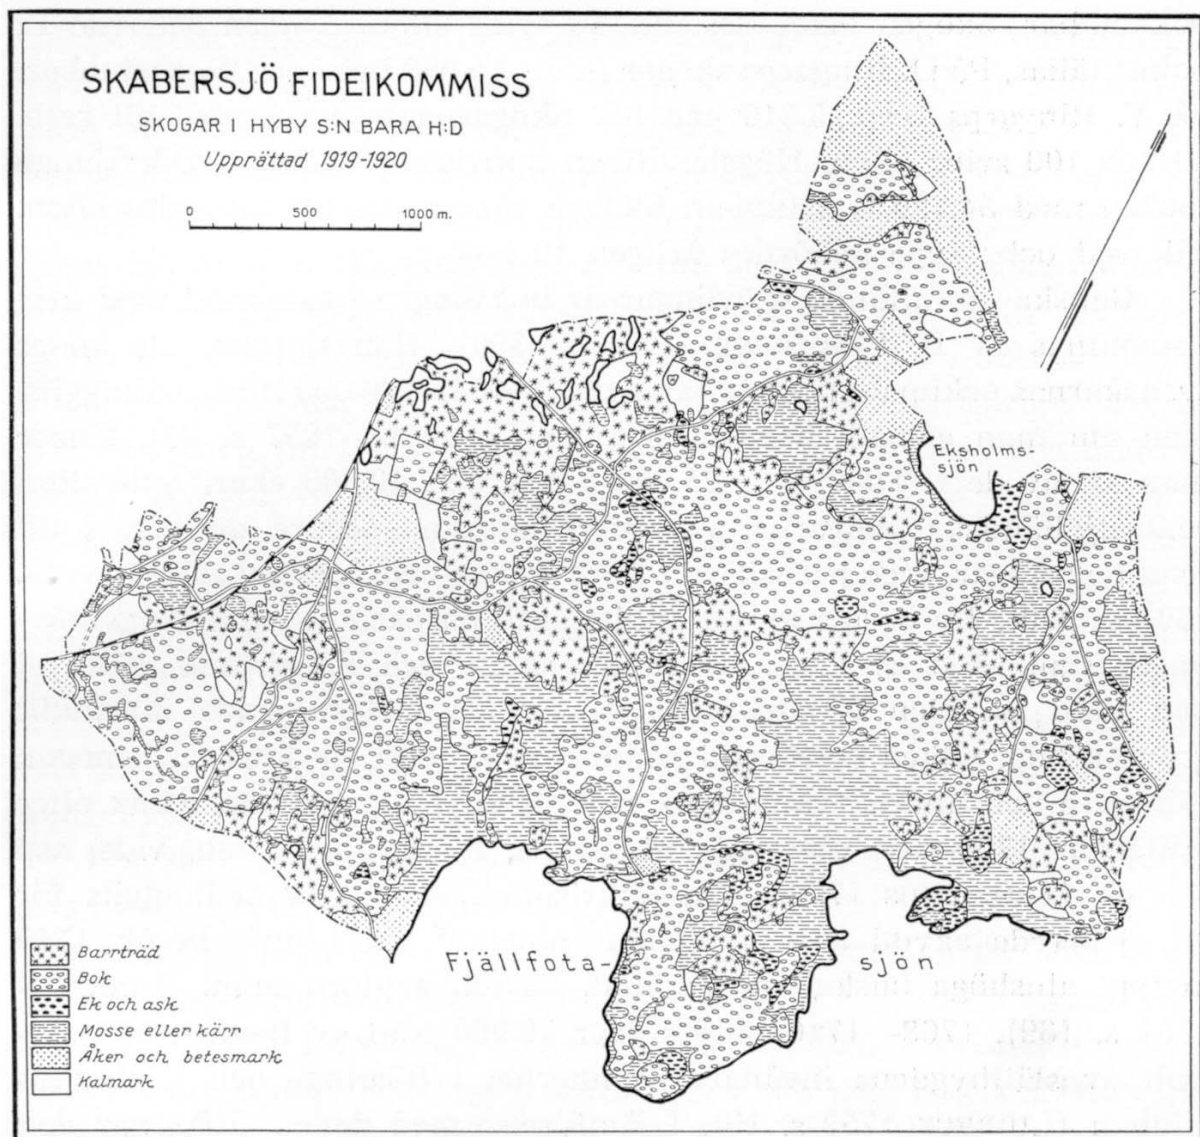 SKABERSJÖ FIDEIKOMMISS
SKOGAR I HYBY S:N BARA H:D
Upprättad 1919-1920
0 500 1000 m.
Eksholms-
sjön
Fjällfota-sjön
Barrträd
Bok
Ek och ask
Mosse eller kärr
Åker och betesmark
Kalmark